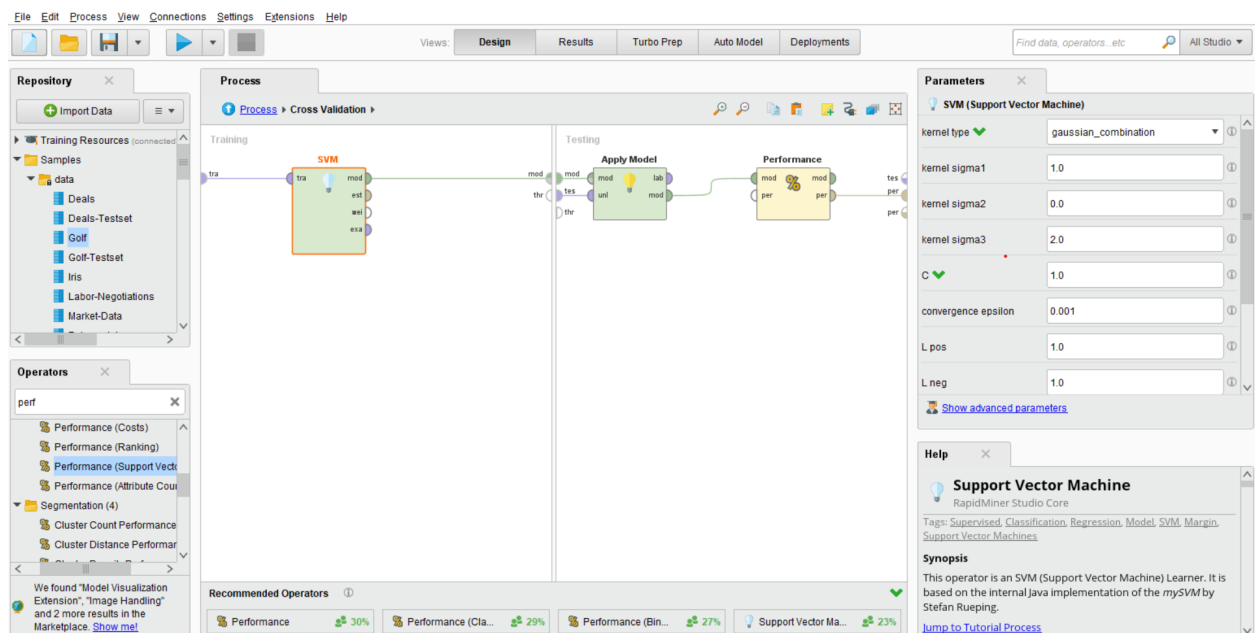 File Edit Process View Connections Settings Extensions Help
Views: Design Results Turbo Prep Auto Model Deployments
Find data, operators...etc
All Studio
Repository
Import Data
Training Resources (connected
Samples
data
Deals
Deals-Testset
Golf
Golf-Testset
Iris
Labor-Negotiations
Market-Data
Operators
perf
Performance (Costs)
Performance (Ranking)
Performance (Support Vecto
Performance (Attribute Cou
Segmentation (4)
Cluster Count Performance
Cluster Distance Performar
We found "Model Visualization
Extension", "Image Handling"
and 2 more results in the
Marketplace. Show me!
Process
Process Cross Validation
Training
SVM
tra
tra mod
est
wei
exa
mod
thr
Testing
Apply Model
mod
tes
thr
mod lab
unl mod
Performance
mod mod
per per
tes
per
per
Recommended Operators
Performance 30%
Performance (Cla... 29%
Performance (Bin... 27%
Support Vector Ma... 23%
Parameters
SVM (Support Vector Machine)
kernel type gaussian_combination
kernel sigma1 1.0
kernel sigma2 0.0
kernel sigma3 2.0
C 1.0
convergence epsilon 0.001
L pos 1.0
L neg 1.0
Show advanced parameters
Help
Support Vector Machine
RapidMiner Studio Core
Tags: Supervised, Classification, Regression, Model, SVM, Margin,
Support Vector Machines
Synopsis
This operator is an SVM (Support Vector Machine) Learner. It is
based on the internal Java implementation of the mySVM by
Stefan Rueping.
Jump to Tutorial Process